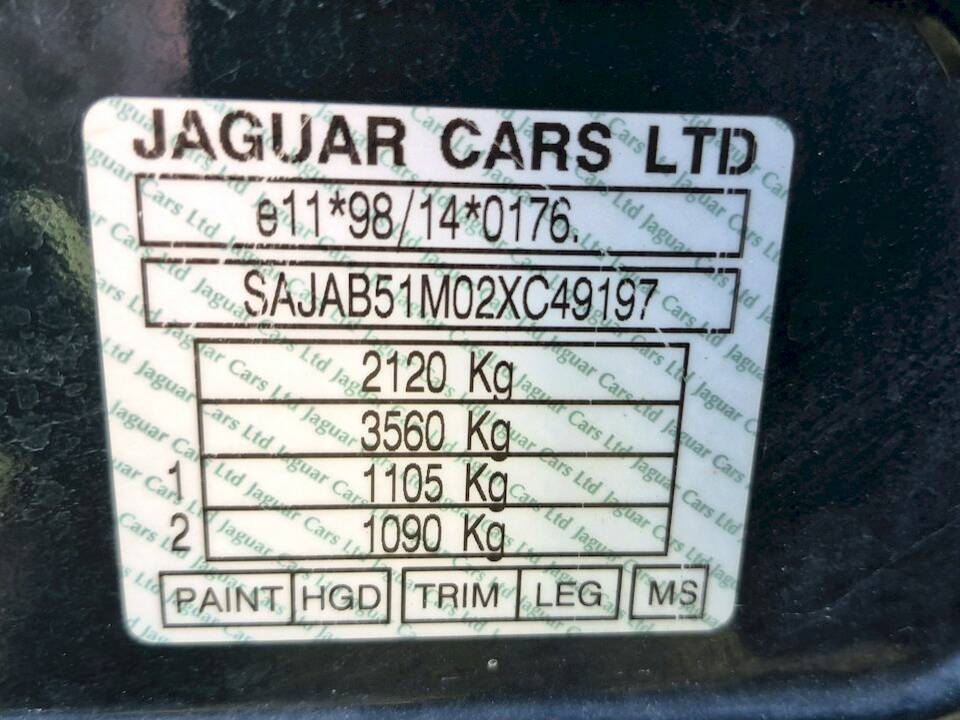 JAGUAR CARS LTD
e11*98/14*0176.
SAJAB51M02XC49197
2120 Kg
3560 Kg
1 1105 Kg
2 1090 Kg
PAINT HGD TRIM LEG MS